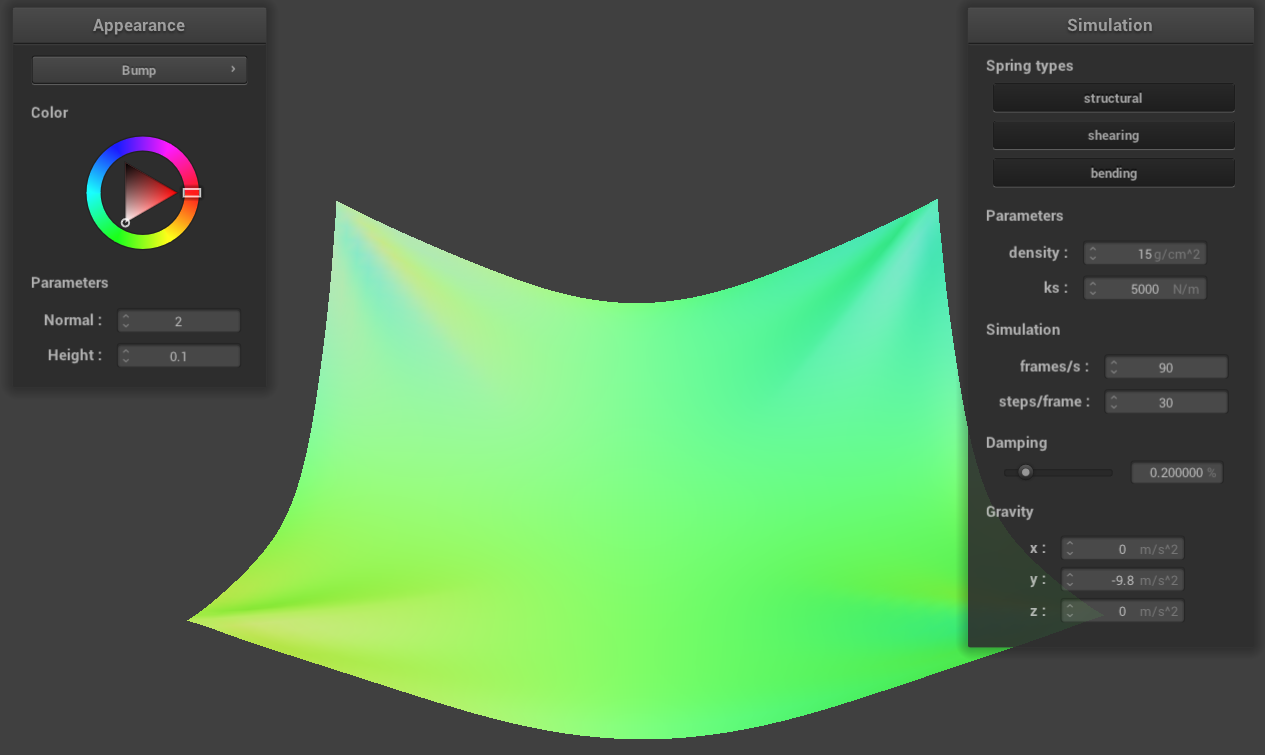 Appearance
Bump ›
Color
Parameters
Normal : 2
Height : 0.1
Simulation
Spring types
structural
shearing
bending
Parameters
density : 15 g/cm^2
ks : 5000 N/m
Simulation
frames/s : 90
steps/frame : 30
Damping
0.200000 %
Gravity
x : 0 m/s^2
y : -9.8 m/s^2
z : 0 m/s^2